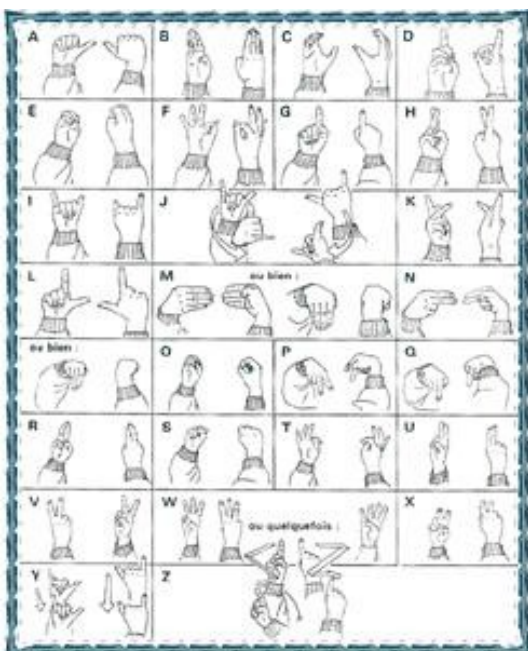 A B C D
E F G H
I J K
L M ou bien : N
ou bien : O P Q
R S T U
V W ou quelquefois : X
Y Z